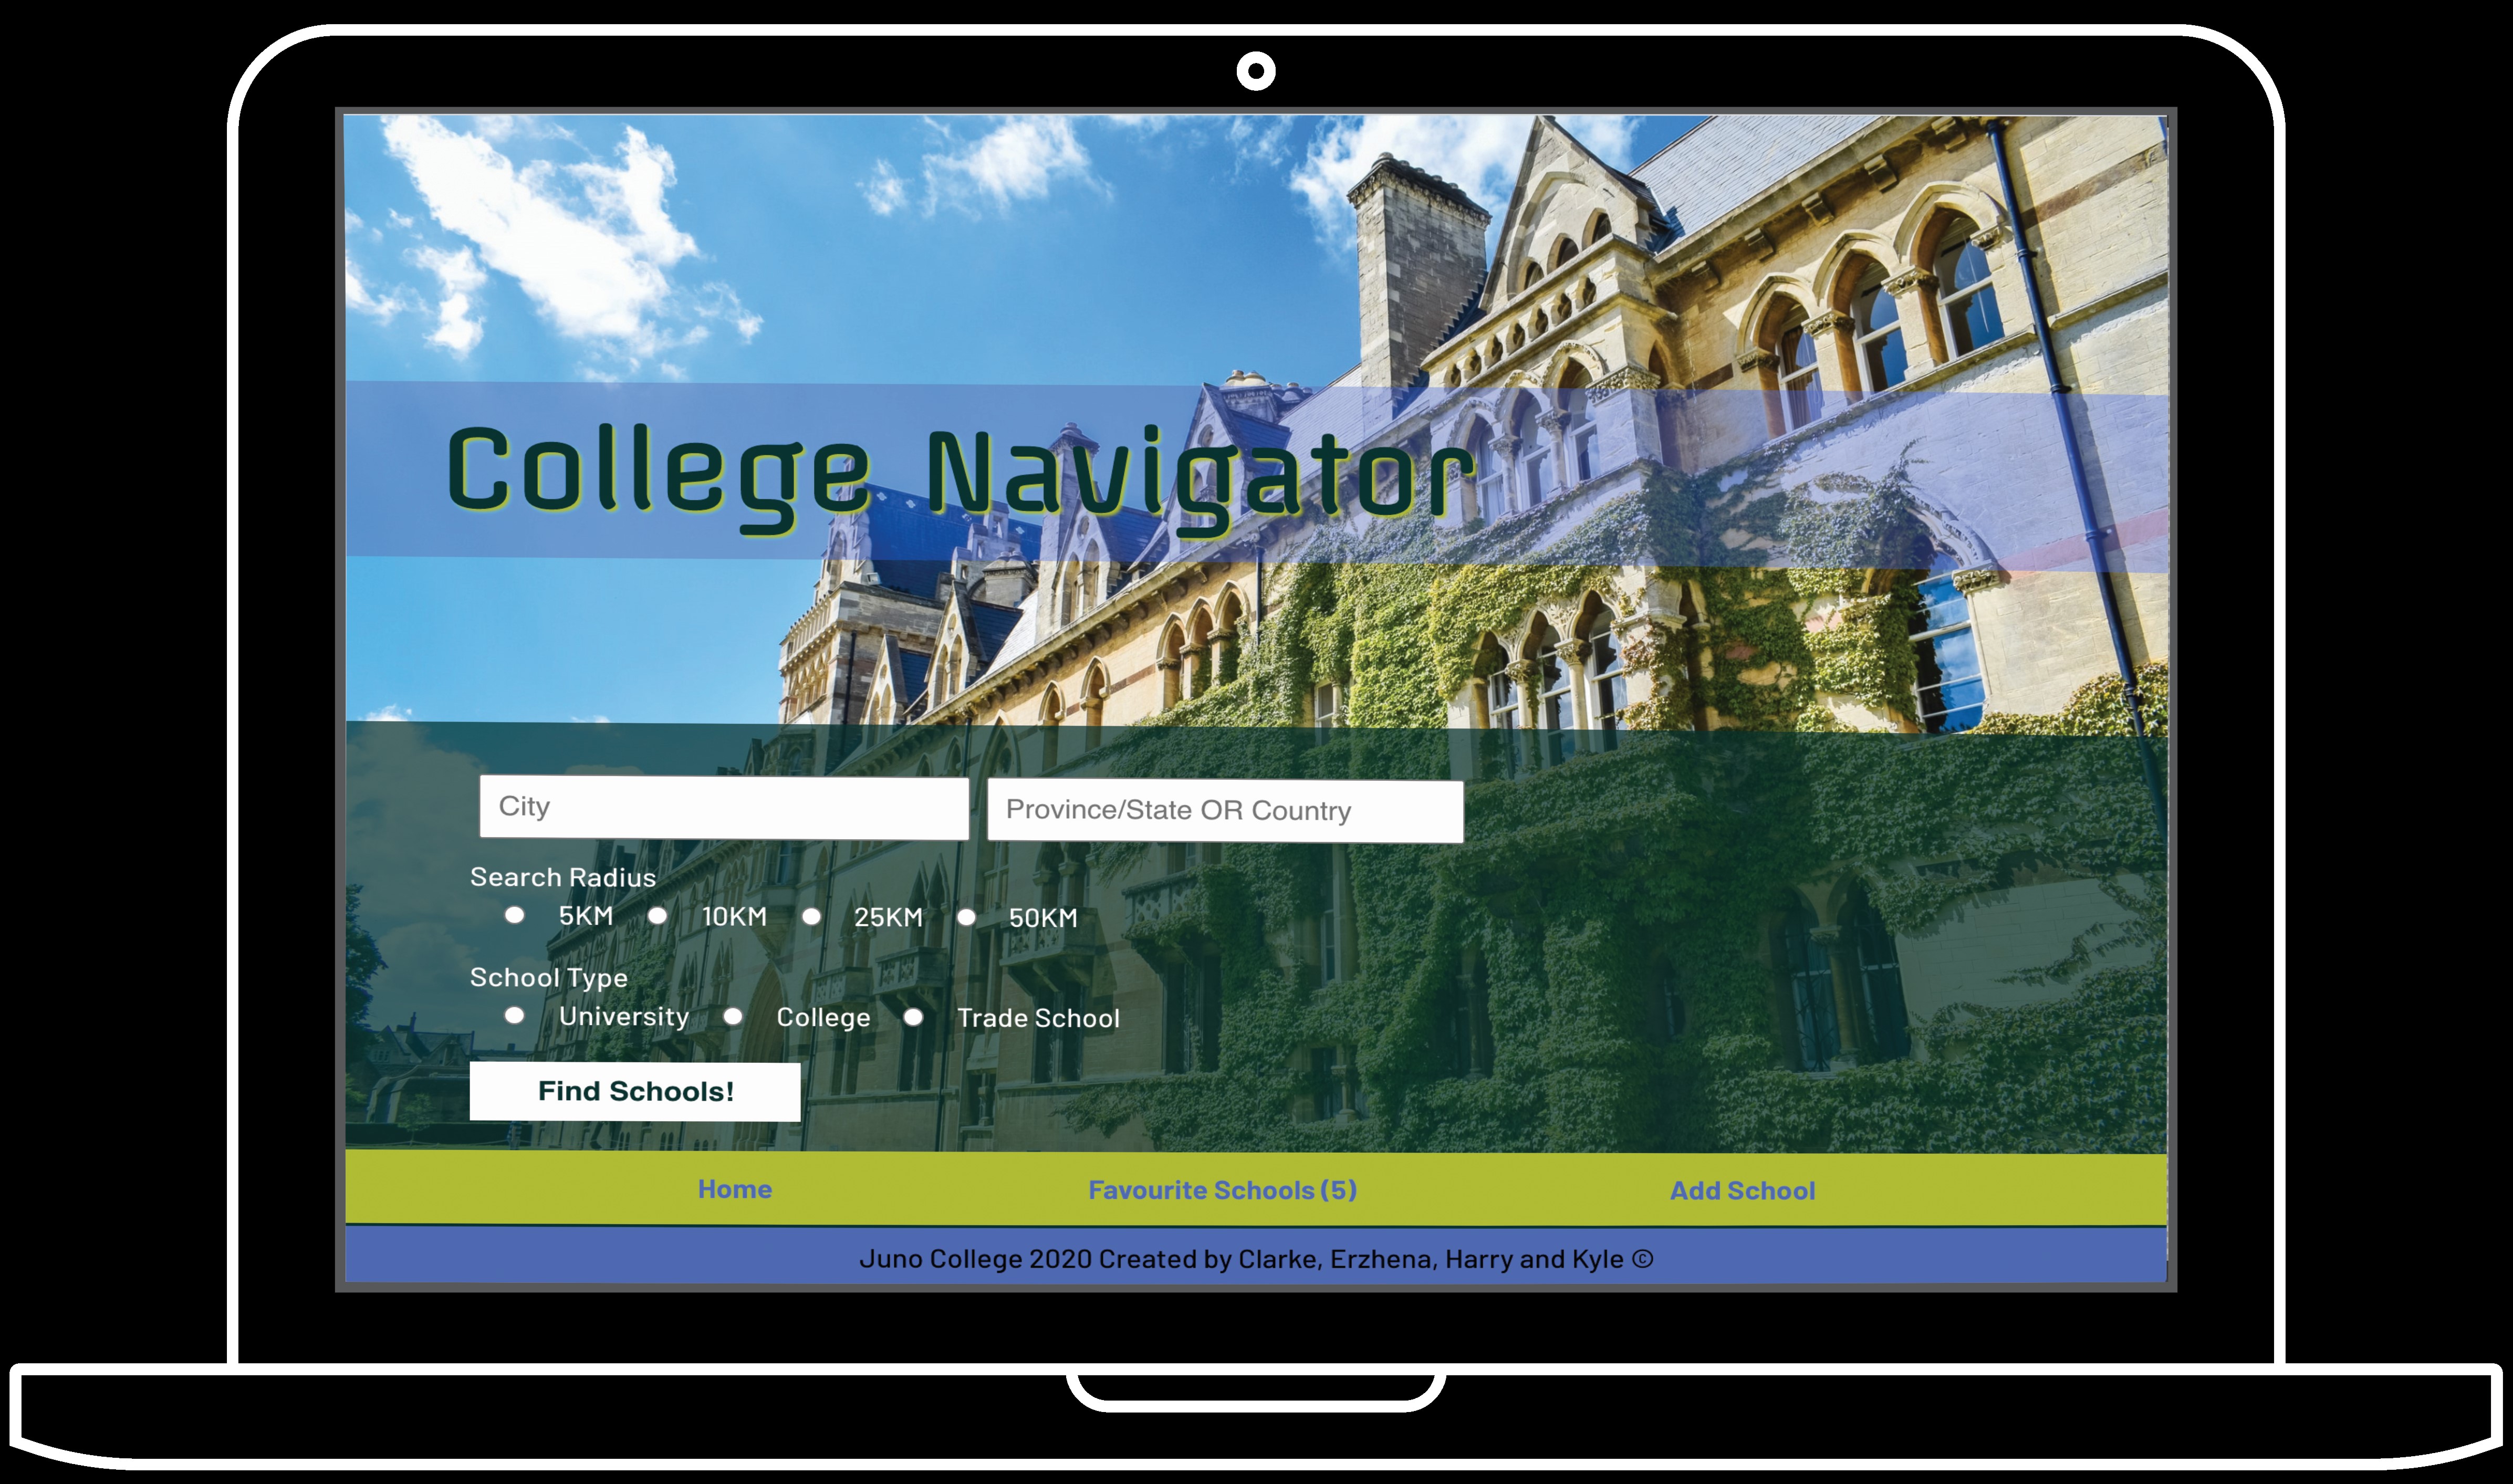 College Navigator
City
Province/State OR Country
Search Radius
5KM 10KM 25KM 50KM
School Type
University College Trade School
Find Schools!
Home Favourite Schools (5) Add School
Juno College 2020 Created by Clarke, Erzhena, Harry and Kyle ©